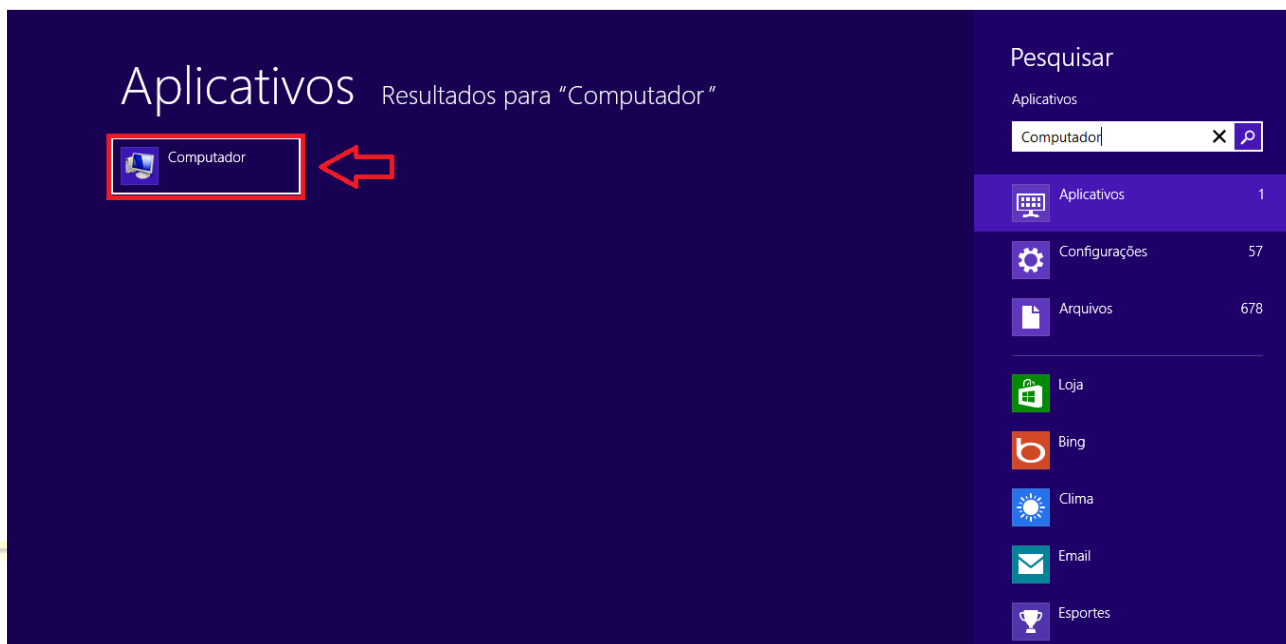 Aplicativos Resultados para "Computador"
Computador
Pesquisar
Aplicativos
Computador
Aplicativos 1
Configurações 57
Arquivos 678
Loja
Bing
Clima
Email
Esportes